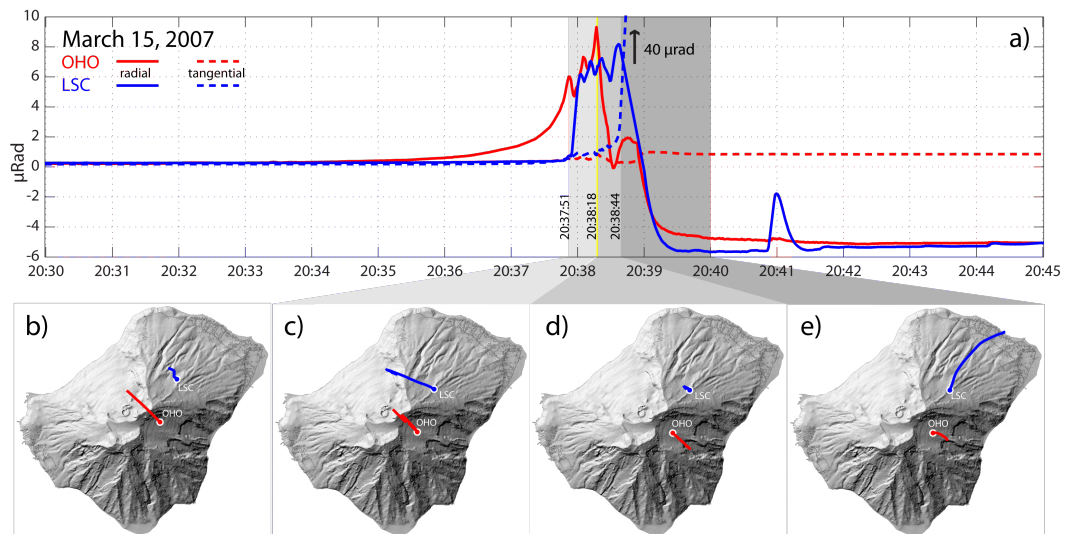 10
8
6
4
2
0
-2
-4
-6
μRad
March 15, 2007
a)
OHO radial tangential
LSC
40 μrad
20:37:51
20:38:18
20:38:44
20:30 20:31 20:33 20:34 20:35 20:36 20:37 20:38 20:39 20:40 20:41 20:42 20:43 20:44 20:45
b)
LSC
OHO
c)
LSC
OHO
d)
LSC
OHO
e)
LSC
OHO